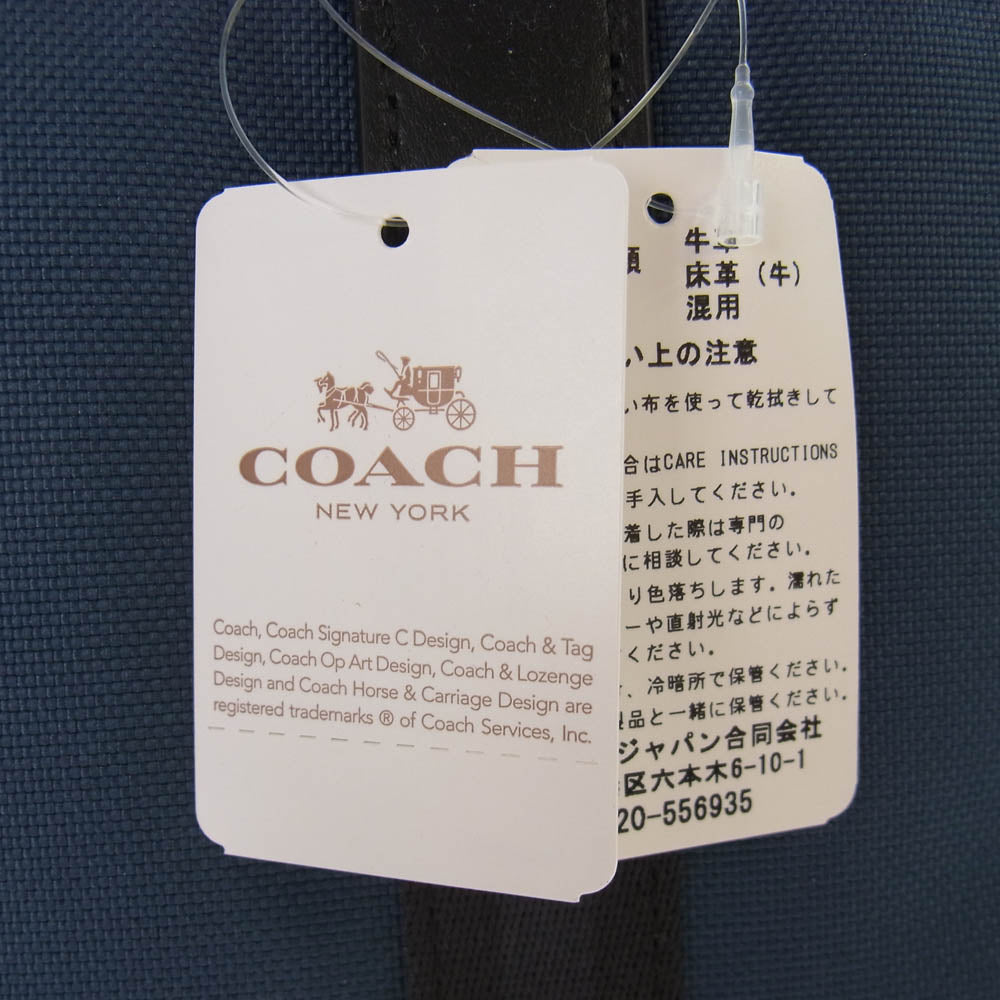 COACH
NEW YORK
Coach, Coach Signature C Design, Coach & Tag
Design, Coach Op Art Design, Coach & Lozenge
Design and Coach Horse & Carriage Design are
registered trademarks ® of Coach Services, Inc.
類 牛革
床革 (牛)
混用
い上の注意
い布を使って乾拭きして
合はCARE INSTRUCTIONS
手入してください。
着した際は専門の
に相談してください。
り色落ちします。濡れた
ーや直射光などによらず
ください。
、冷暗所で保管ください。
製品と一緒に保管ください。
ジャパン合同会社
区六本木6-10-1
20-556935